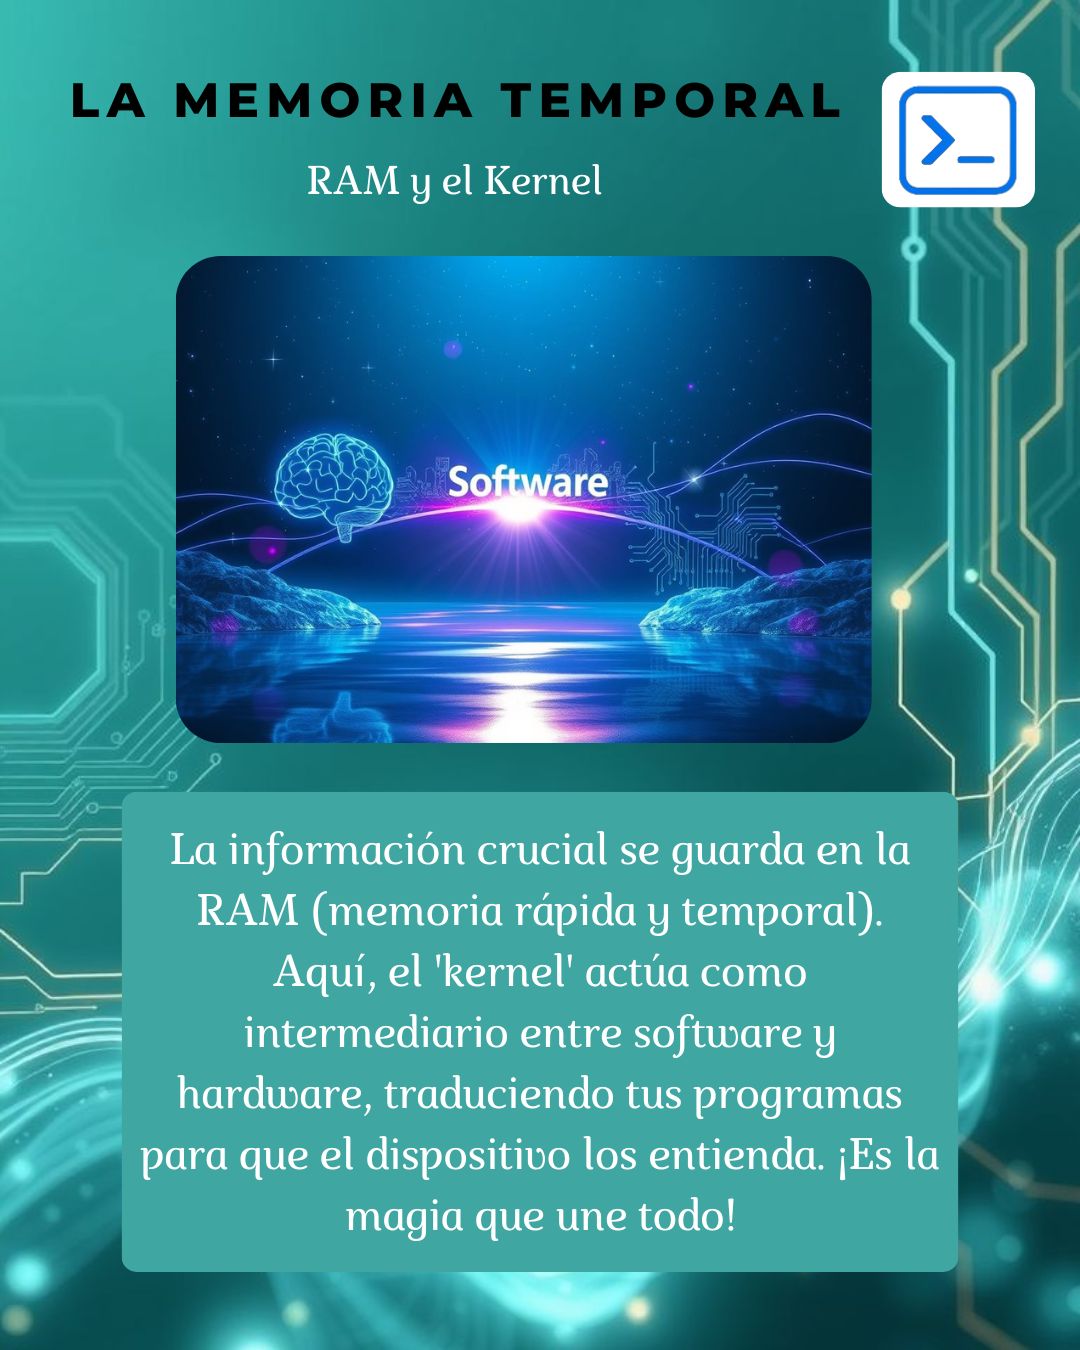 LA MEMORIA TEMPORAL
RAM y el Kernel
Software
La información crucial se guarda en la
RAM (memoria rápida y temporal).
Aquí, el 'kernel' actúa como
intermediario entre software y
hardware, traduciendo tus programas
para que el dispositivo los entienda. ¡Es la
magia que une todo!